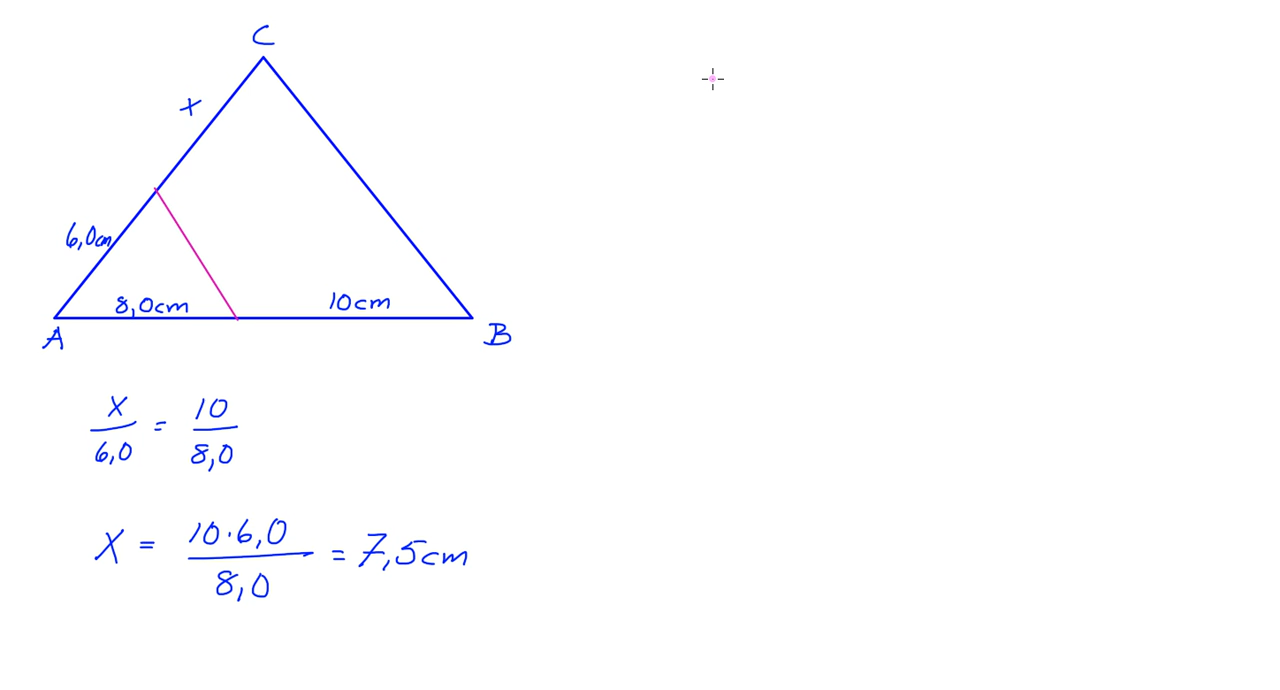 C
x
6,0cm
8,0cm 10cm
A B
x/6,0 = 10/8,0
x = 10·6,0/8,0 = 7,5cm